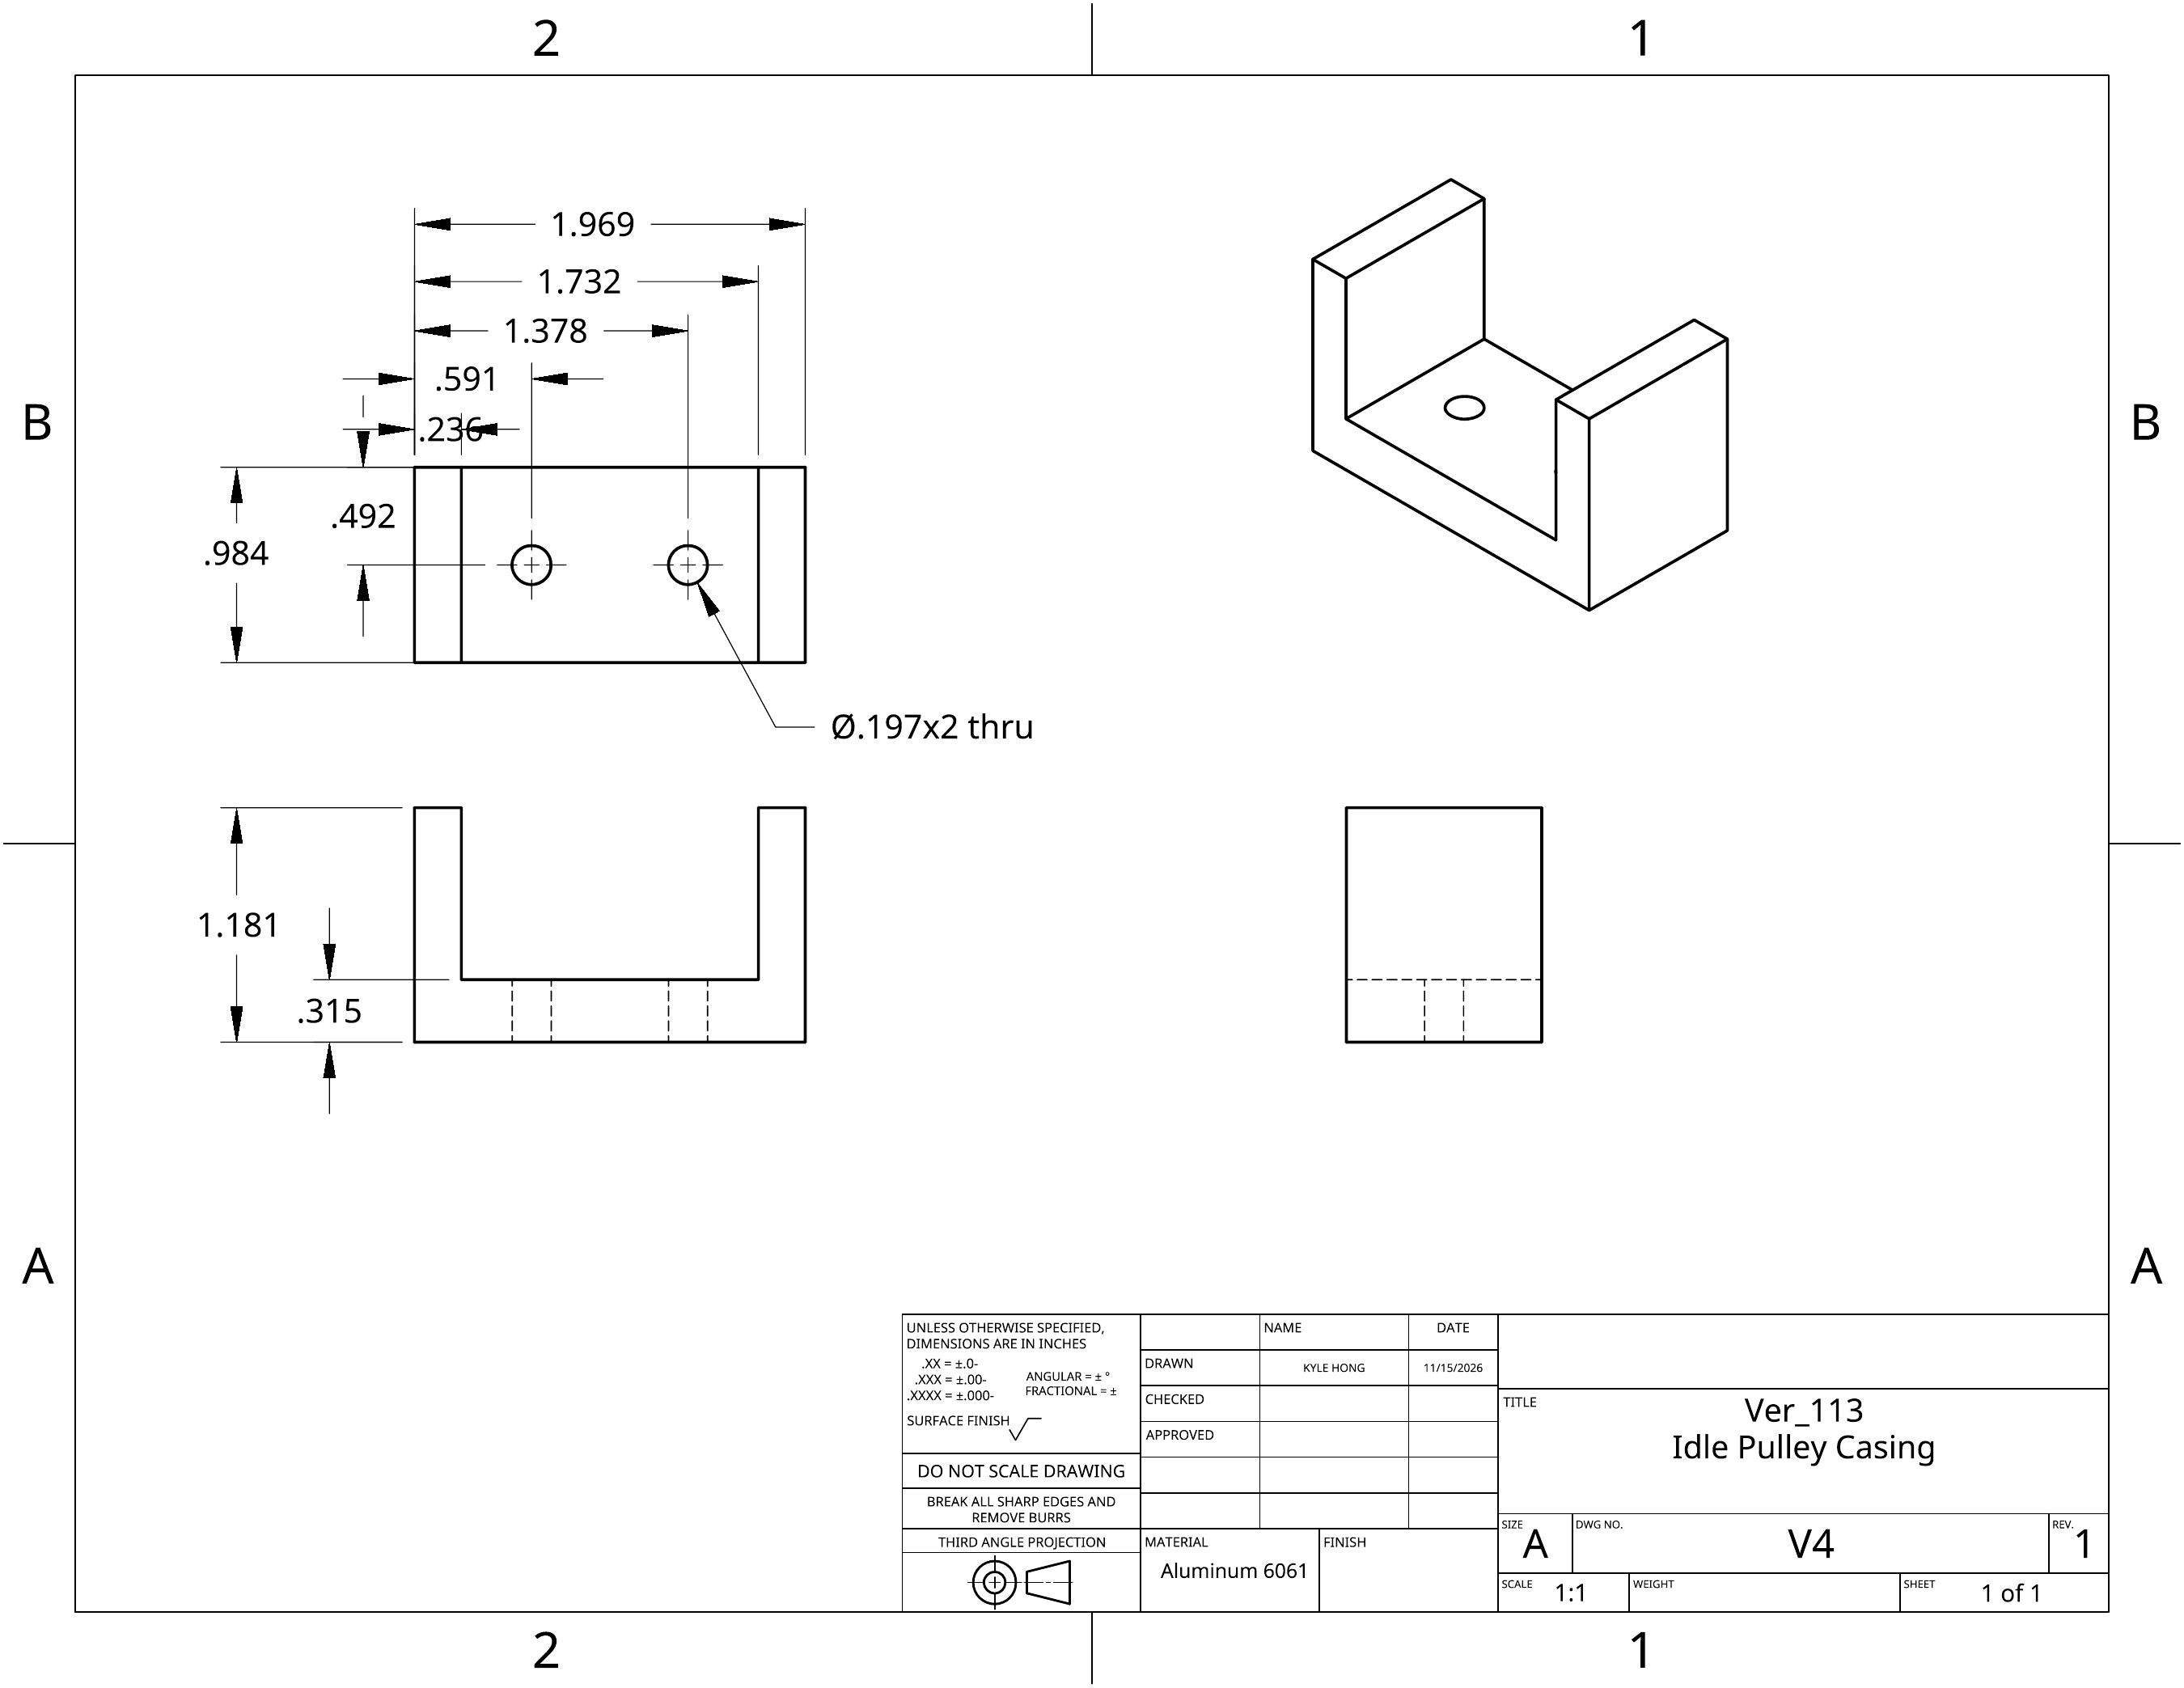 2 1
B B
A A
2 1
1.969
1.732
1.378
.591
.236
.492
.984
Ø.197x2 thru
1.181
.315
UNLESS OTHERWISE SPECIFIED,
DIMENSIONS ARE IN INCHES
.XX = ±.0-
.XXX = ±.00-
.XXXX = ±.000-
ANGULAR = ± °
FRACTIONAL = ±
SURFACE FINISH
DO NOT SCALE DRAWING
BREAK ALL SHARP EDGES AND
REMOVE BURRS
THIRD ANGLE PROJECTION
NAME DATE
DRAWN KYLE HONG 11/15/2026
CHECKED
APPROVED
MATERIAL
Aluminum 6061
FINISH
TITLE
Ver_113
Idle Pulley Casing
SIZE
A
DWG NO.
V4
REV.
1
SCALE 1:1
WEIGHT
SHEET 1 of 1